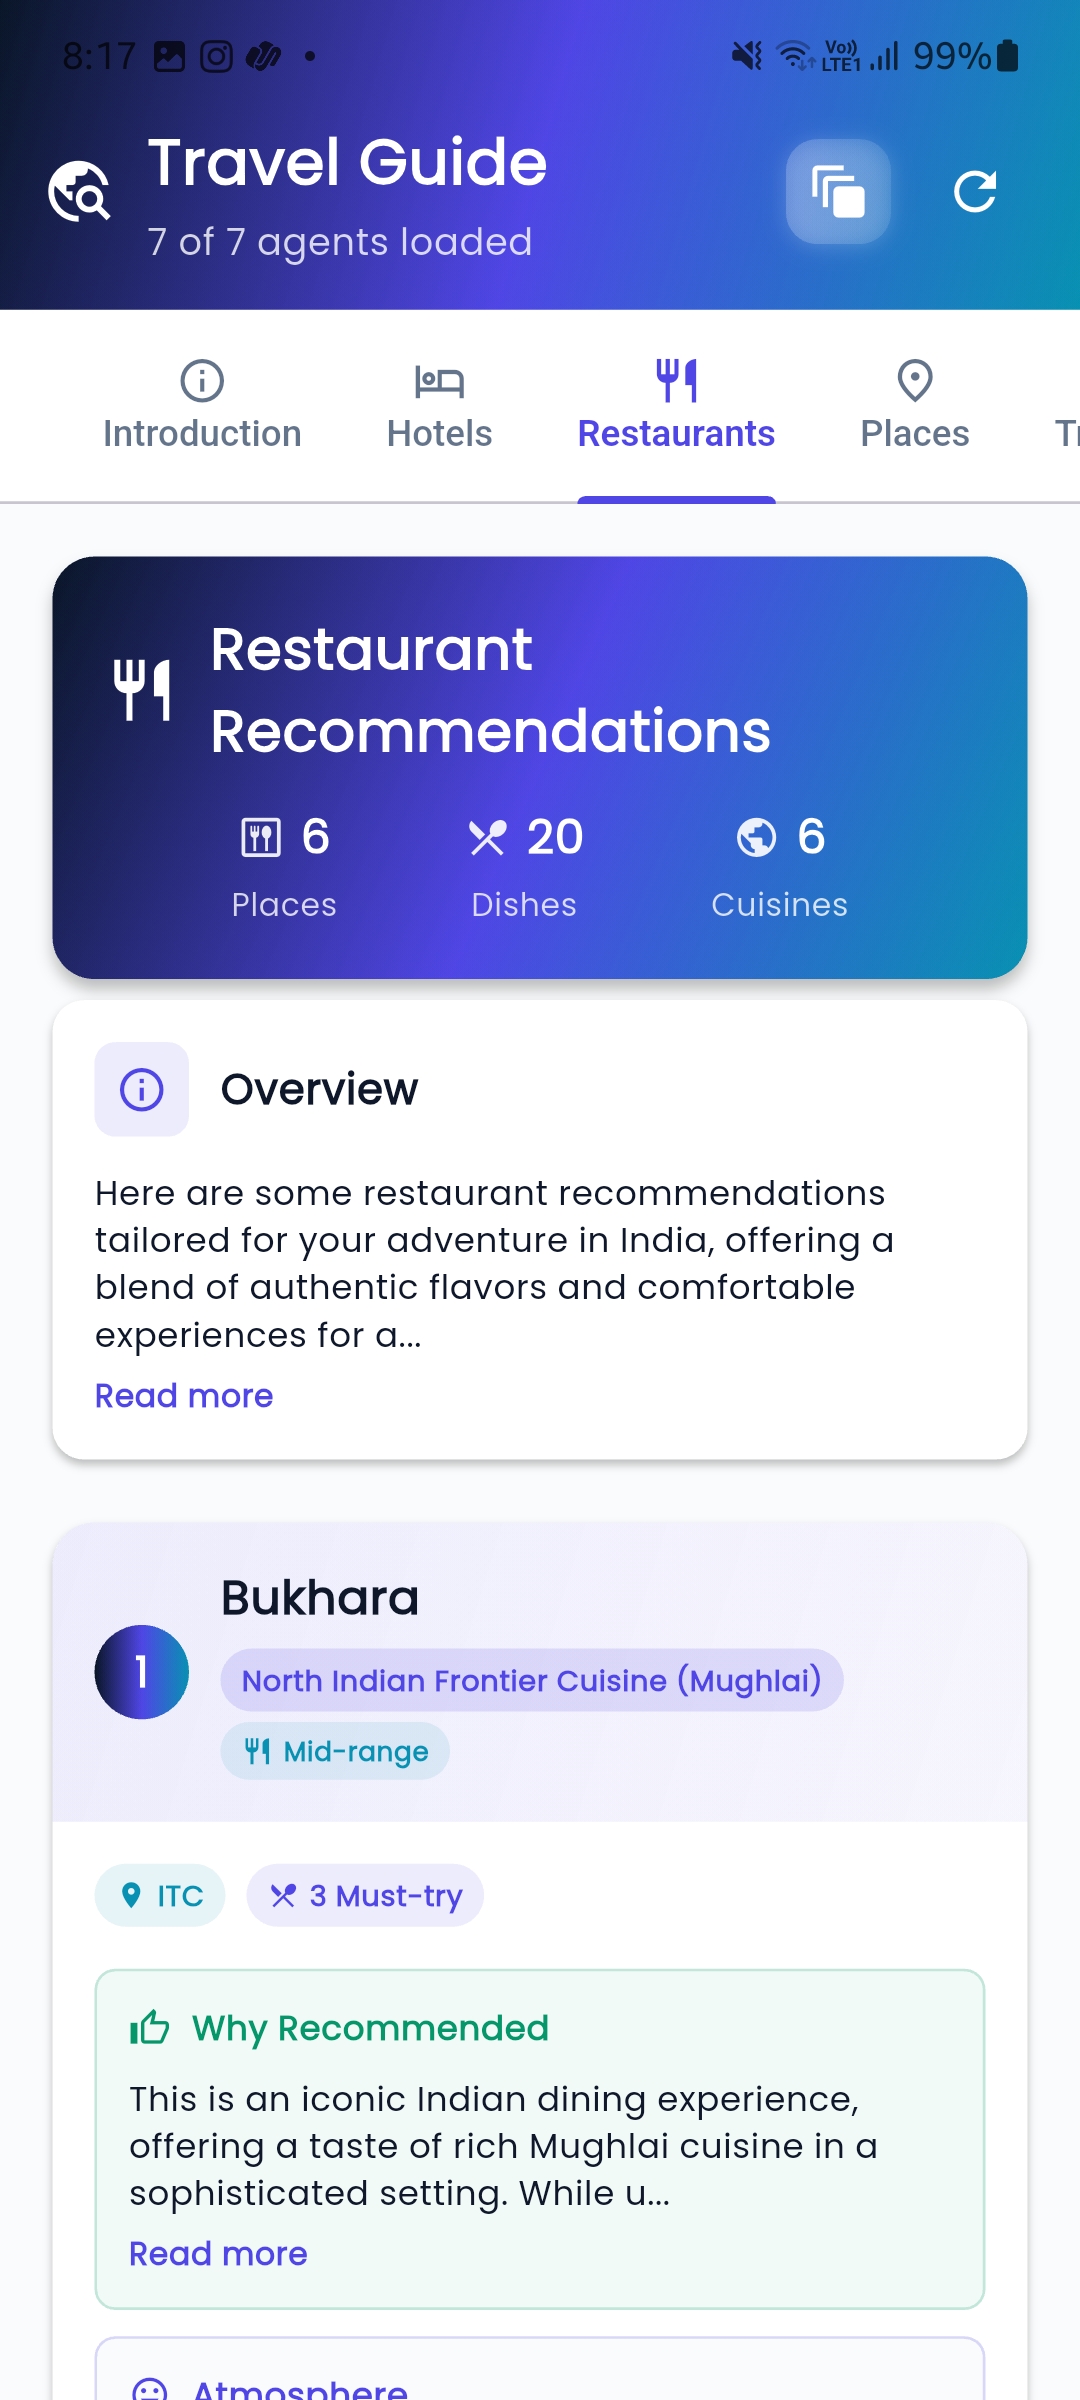 8:17
Vo))
LTE1
99%
Travel Guide
7 of 7 agents loaded
Introduction
Hotels
Restaurants
Places
Restaurant
Recommendations
6
20
6
Places
Dishes
Cuisines
Overview
Here are some restaurant recommendations
tailored for your adventure in India, offering a
blend of authentic flavors and comfortable
experiences for a...
Read more
Bukhara
1
North Indian Frontier Cuisine (Mughlai)
Mid-range
ITC
3 Must-try
Why Recommended
This is an iconic Indian dining experience,
offering a taste of rich Mughlai cuisine in a
sophisticated setting. While u...
Read more
Atmosphere